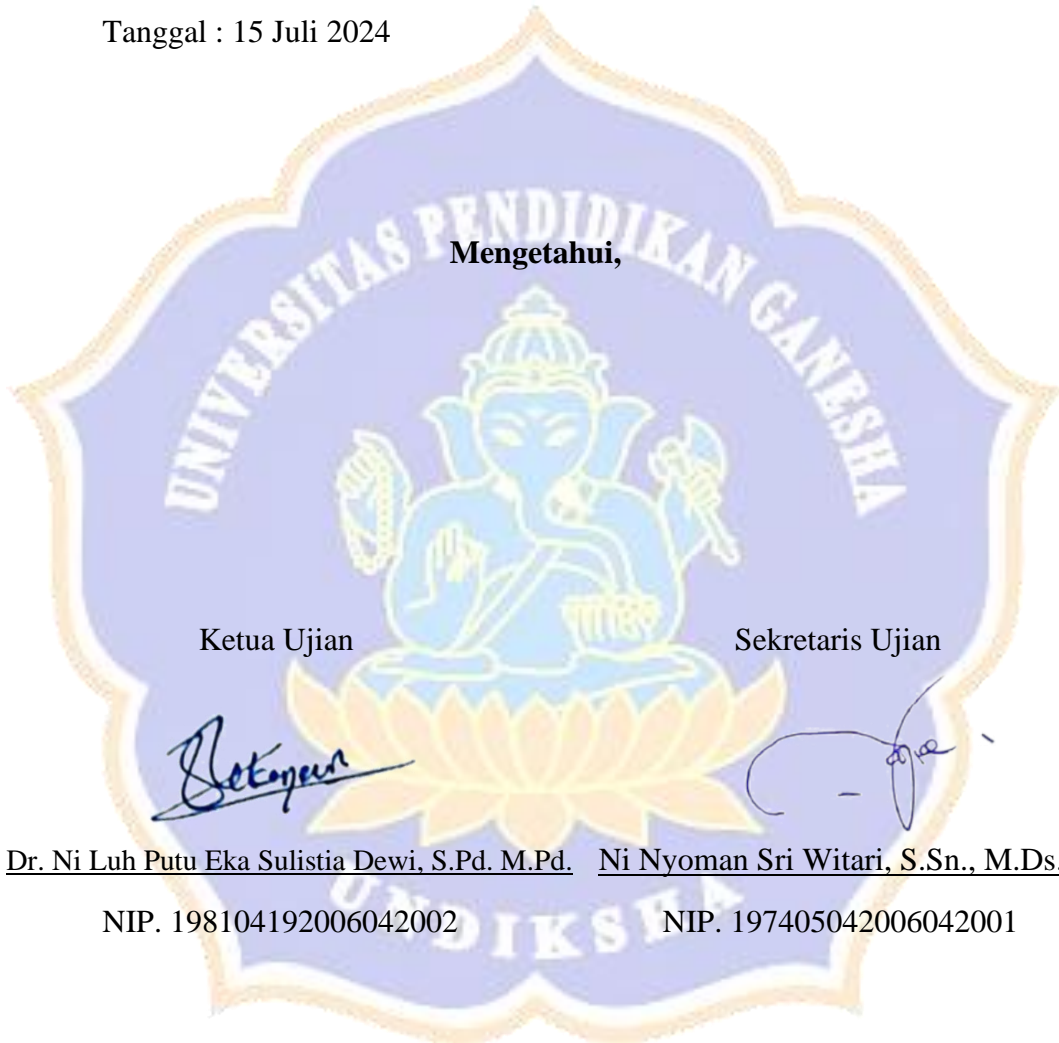 Tanggal : 15 Juli 2024
UNIVERSITAS PENDIDIKAN GANESHA
Mengetahui,
Ketua Ujian Sekretaris Ujian
Dr. Ni Luh Putu Eka Sulistia Dewi, S.Pd. M.Pd. Ni Nyoman Sri Witari, S.Sn., M.Ds.
NIP. 198104192006042002 NIP. 197405042006042001
UNDIKSHA